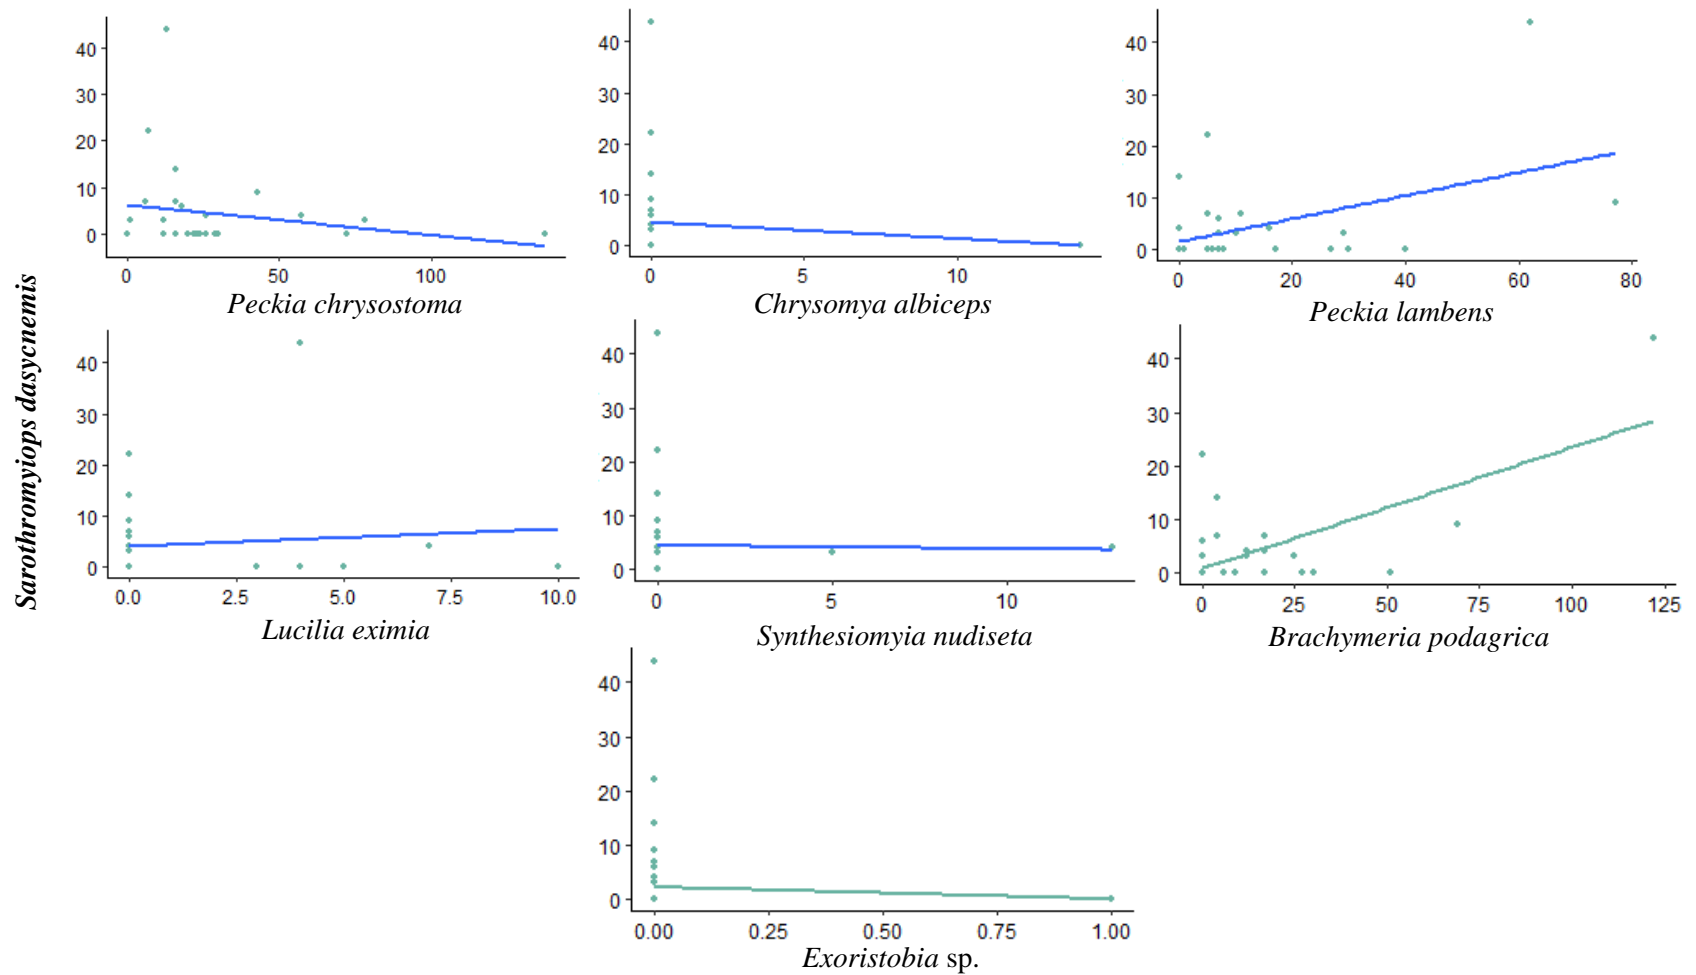 Sarothromyiops dasycnemis
40
30
20
10
0
0 50 100
Peckia chrysostoma
40
30
20
10
0
0 5 10
Chrysomya albiceps
40
30
20
10
0
0 20 40 60 80
Peckia lambens
40
30
20
10
0
0.0 2.5 5.0 7.5 10.0
Lucilia eximia
40
30
20
10
0
0 5 10
Synthesiomyia nudiseta
40
30
20
10
0
0 25 50 75 100 125
Brachymeria podagrica
40
30
20
10
0
0.00 0.25 0.50 0.75 1.00
Exoristobia sp.